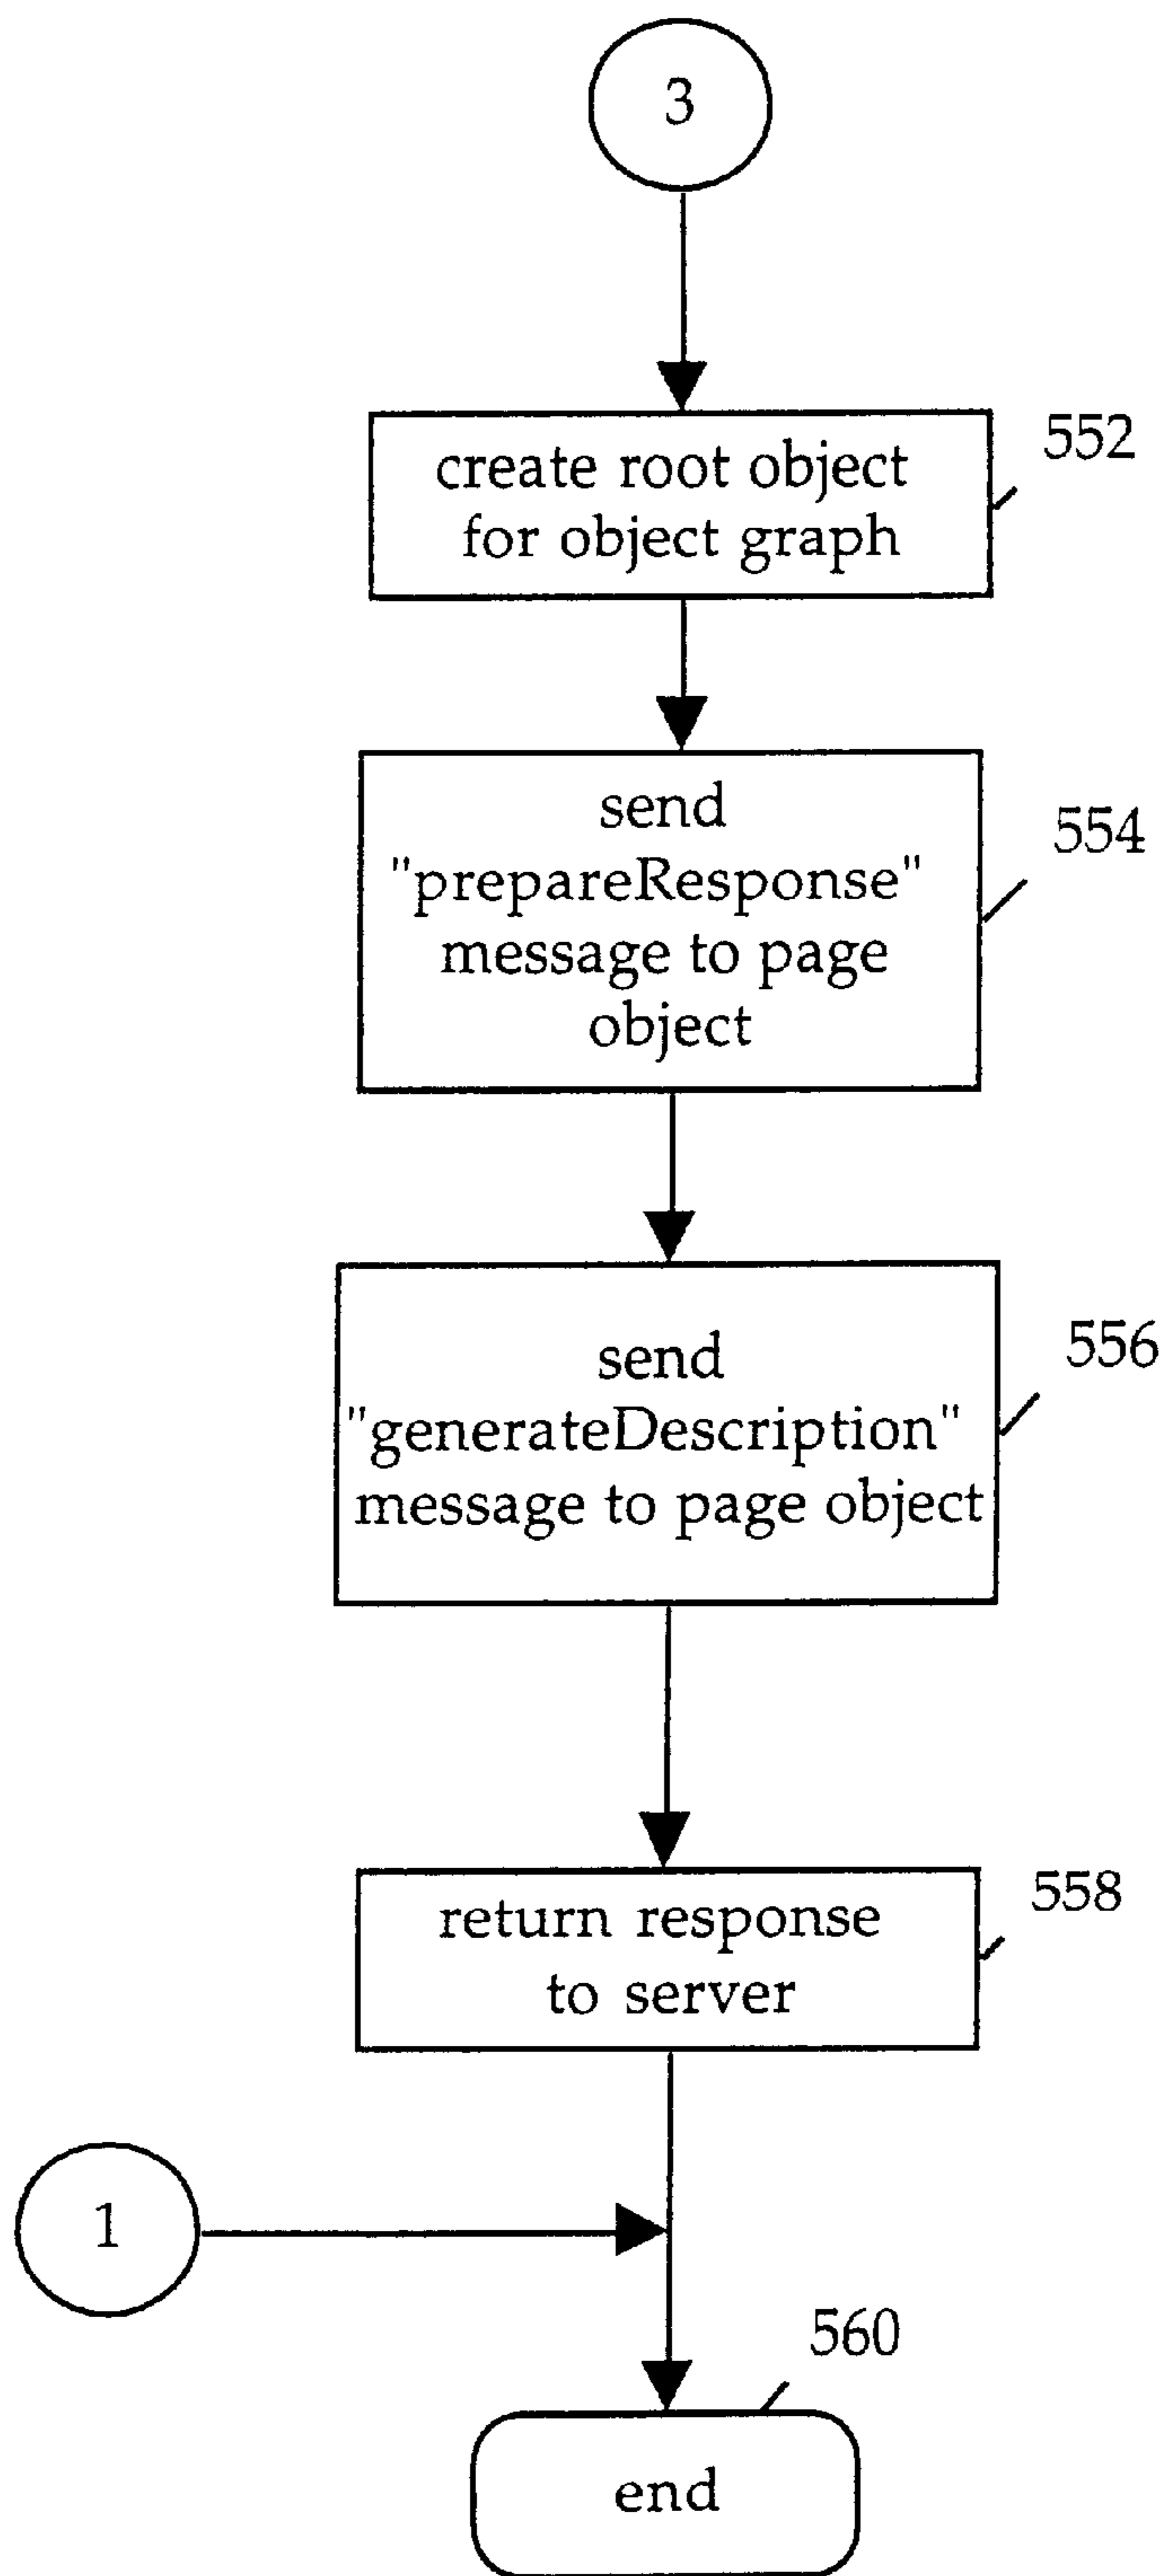 3
552
create root object
for object graph
554
send
"prepareResponse"
message to page
object
556
send
"generateDescription"
message to page object
558
return response
to server
1
560
end